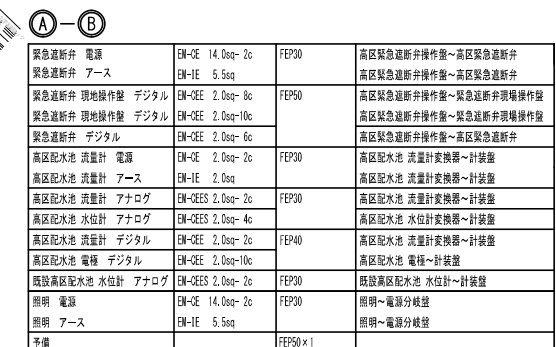 Ⓐ－Ⓑ
緊急遮断弁 電源 EM-CE 14.0sq- 2c FEP30 高区緊急遮断弁操作盤～高区緊急遮断弁
緊急遮断弁 アース EM-IE 5.5sq 高区緊急遮断弁操作盤～高区緊急遮断弁
緊急遮断弁 現地操作盤 デジタル EM-CEE 2.0sq- 8c FEP50 高区緊急遮断弁操作盤～緊急遮断弁現場操作盤
緊急遮断弁 現地操作盤 デジタル EM-CEE 2.0sq-10c 高区緊急遮断弁操作盤～緊急遮断弁現場操作盤
緊急遮断弁 デジタル EM-CEE 2.0sq- 6c 高区緊急遮断弁操作盤～高区緊急遮断弁
高区配水池 流量計 電源 EM-CE 2.0sq- 2c FEP30 高区配水池 流量計変換器～計装盤
高区配水池 流量計 アース EM-IE 2.0sq 高区配水池 流量計変換器～計装盤
高区配水池 流量計 アナログ EM-CEES 2.0sq- 2c FEP30 高区配水池 流量計変換器～計装盤
高区配水池 水位計 アナログ EM-CEES 2.0sq- 4c 高区配水池 水位計変換器～計装盤
高区配水池 流量計 デジタル EM-CEE 2.0sq- 2c FEP40 高区配水池 流量計変換器～計装盤
高区配水池 電極 デジタル EM-CEE 2.0sq-10c 高区配水池 電極～計装盤
既設高区配水池 水位計 アナログ EM-CEES 2.0sq- 2c FEP30 既設高区配水池 水位計～計装盤
照明 電源 EM-CE 14.0sq- 2c FEP30 照明～電源分岐盤
照明 アース EM-IE 5.5sq 照明～電源分岐盤
予備 FEP50×1